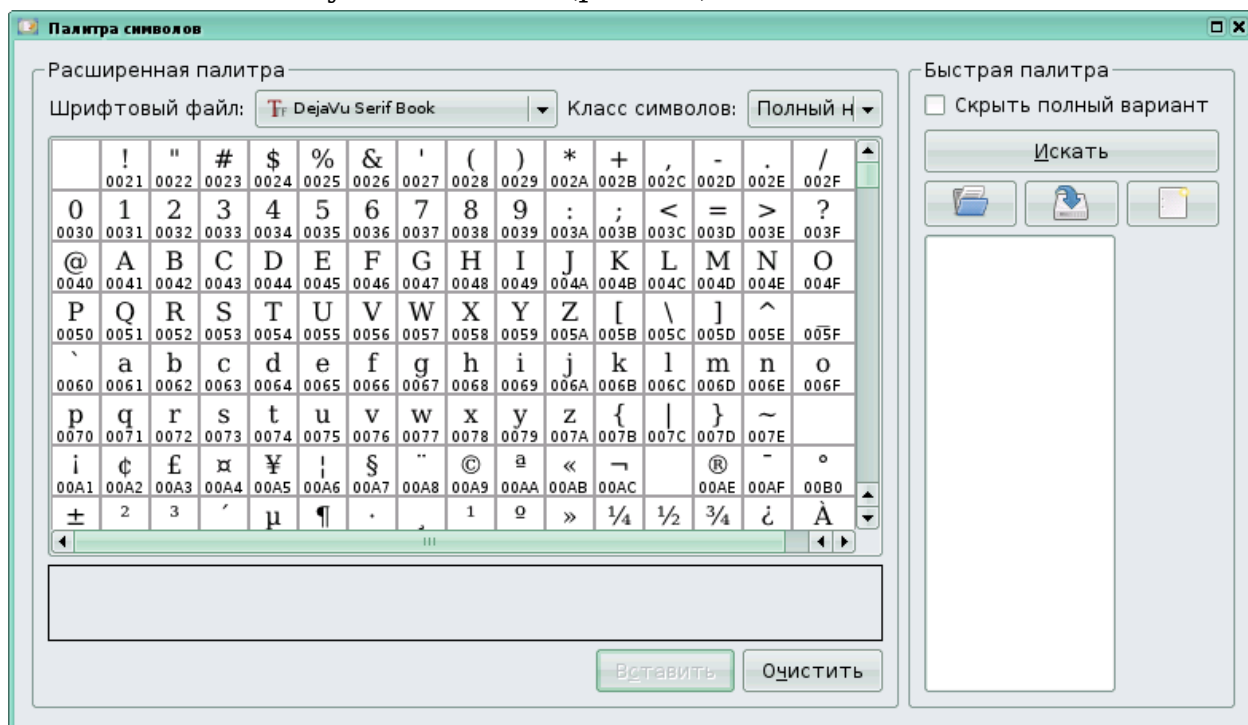 Палитра символов
Расширенная палитра
Шрифтовый файл: DejaVu Serif Book Класс символов: Полный н
! " # $ % & ' ( ) * + , - . /
0021 0022 0023 0024 0025 0026 0027 0028 0029 002A 002B 002C 002D 002E 002F
0 1 2 3 4 5 6 7 8 9 : ; < = > ?
0030 0031 0032 0033 0034 0035 0036 0037 0038 0039 003A 003B 003C 003D 003E 003F
@ A B C D E F G H I J K L M N O
0040 0041 0042 0043 0044 0045 0046 0047 0048 0049 004A 004B 004C 004D 004E 004F
P Q R S T U V W X Y Z [ \ ] ^ _
0050 0051 0052 0053 0054 0055 0056 0057 0058 0059 005A 005B 005C 005D 005E 005F
` a b c d e f g h i j k l m n o
0060 0061 0062 0063 0064 0065 0066 0067 0068 0069 006A 006B 006C 006D 006E 006F
p q r s t u v w x y z { | } ~
0070 0071 0072 0073 0074 0075 0076 0077 0078 0079 007A 007B 007C 007D 007E
¡ ¢ £ ¤ ¥ ¦ § ¨ © ª « ¬ ® ¯ °
00A1 00A2 00A3 00A4 00A5 00A6 00A7 00A8 00A9 00AA 00AB 00AC 00AE 00AF 00B0
± ² ³ ´ µ ¶ · ¸ ¹ º » ¼ ½ ¾ ¿ À
Вставить Очистить
Быстрая палитра
Скрыть полный вариант
Искать